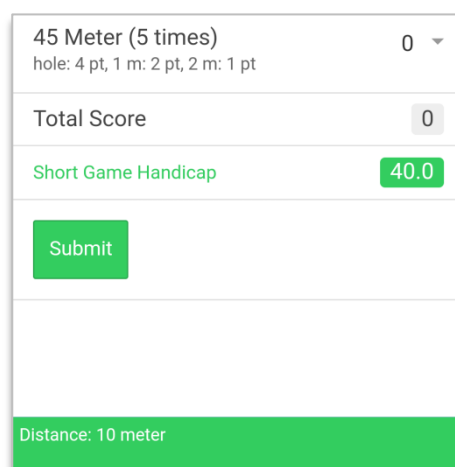 45 Meter (5 times)
0
hole: 4 pt, 1 m: 2 pt, 2 m: 1 pt
Total Score
0
Short Game Handicap
40.0
Submit
Distance: 10 meter